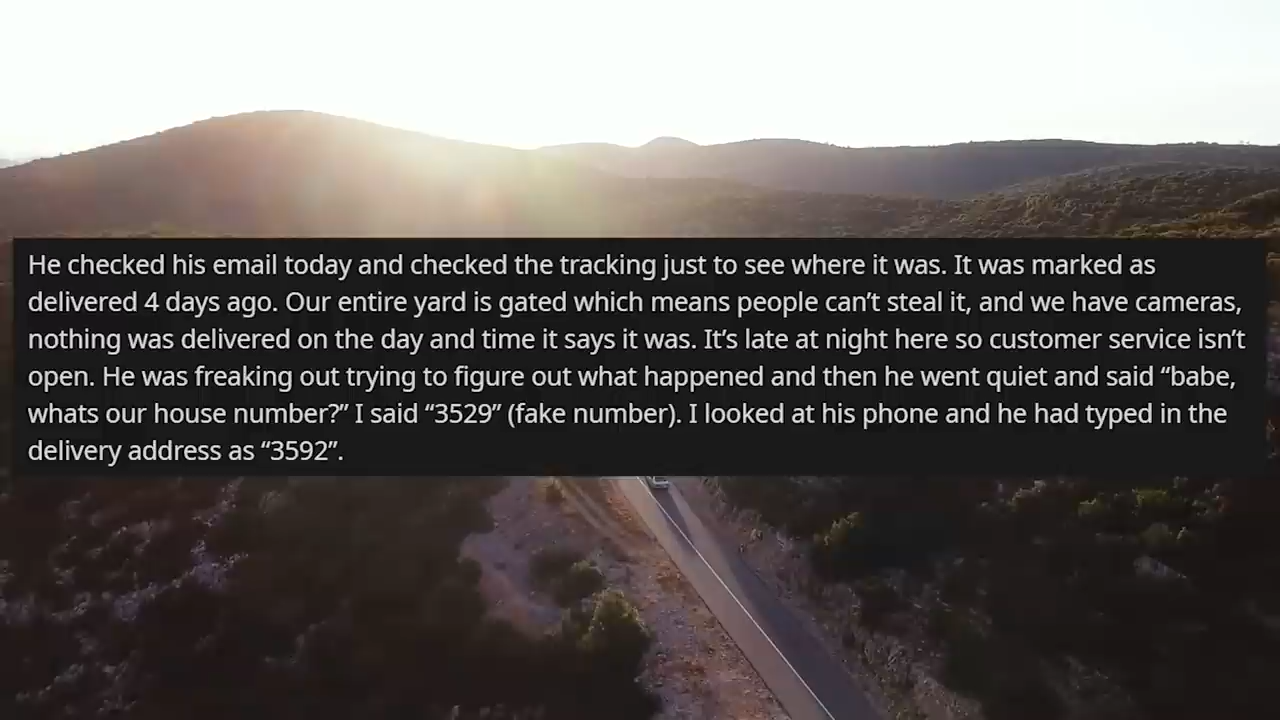 He checked his email today and checked the tracking just to see where it was. It was marked as
delivered 4 days ago. Our entire yard is gated which means people can’t steal it, and we have cameras,
nothing was delivered on the day and time it says it was. It’s late at night here so customer service isn’t
open. He was freaking out trying to figure out what happened and then he went quiet and said “babe,
whats our house number?” I said “3529” (fake number). I looked at his phone and he had typed in the
delivery address as “3592”.